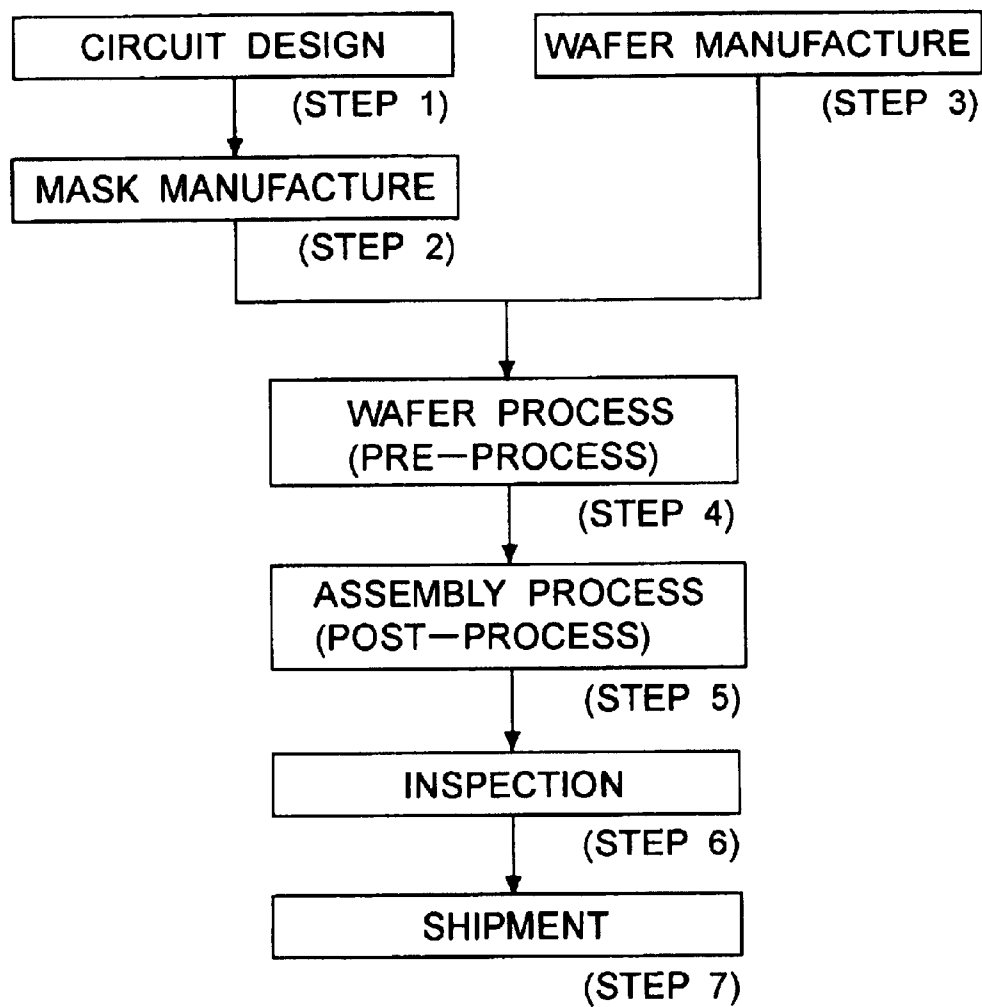 CIRCUIT DESIGN
(STEP 1)
WAFER MANUFACTURE
(STEP 3)
MASK MANUFACTURE
(STEP 2)
WAFER PROCESS
(PRE—PROCESS)
(STEP 4)
ASSEMBLY PROCESS
(POST—PROCESS)
(STEP 5)
INSPECTION
(STEP 6)
SHIPMENT
(STEP 7)